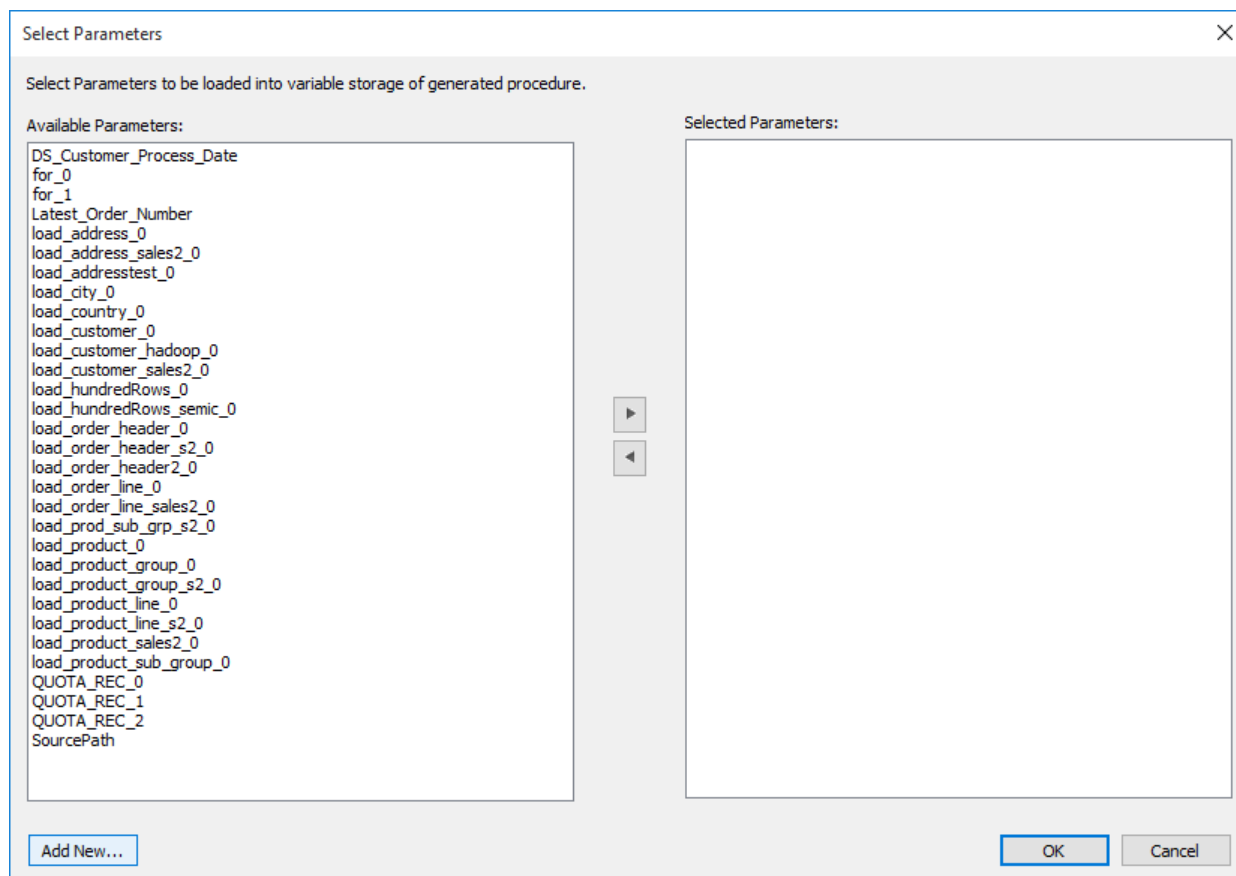 Select Parameters
Select Parameters to be loaded into variable storage of generated procedure.
Available Parameters:
DS_Customer_Process_Date
for_0
for_1
Latest_Order_Number
load_address_0
load_address_sales2_0
load_addresstest_0
load_city_0
load_country_0
load_customer_0
load_customer_hadoop_0
load_customer_sales2_0
load_hundredRows_0
load_hundredRows_semic_0
load_order_header_0
load_order_header_s2_0
load_order_header2_0
load_order_line_0
load_order_line_sales2_0
load_prod_sub_grp_s2_0
load_product_0
load_product_group_0
load_product_group_s2_0
load_product_line_0
load_product_line_s2_0
load_product_sales2_0
load_product_sub_group_0
QUOTA_REC_0
QUOTA_REC_1
QUOTA_REC_2
SourcePath
Selected Parameters:
Add New...
OK
Cancel